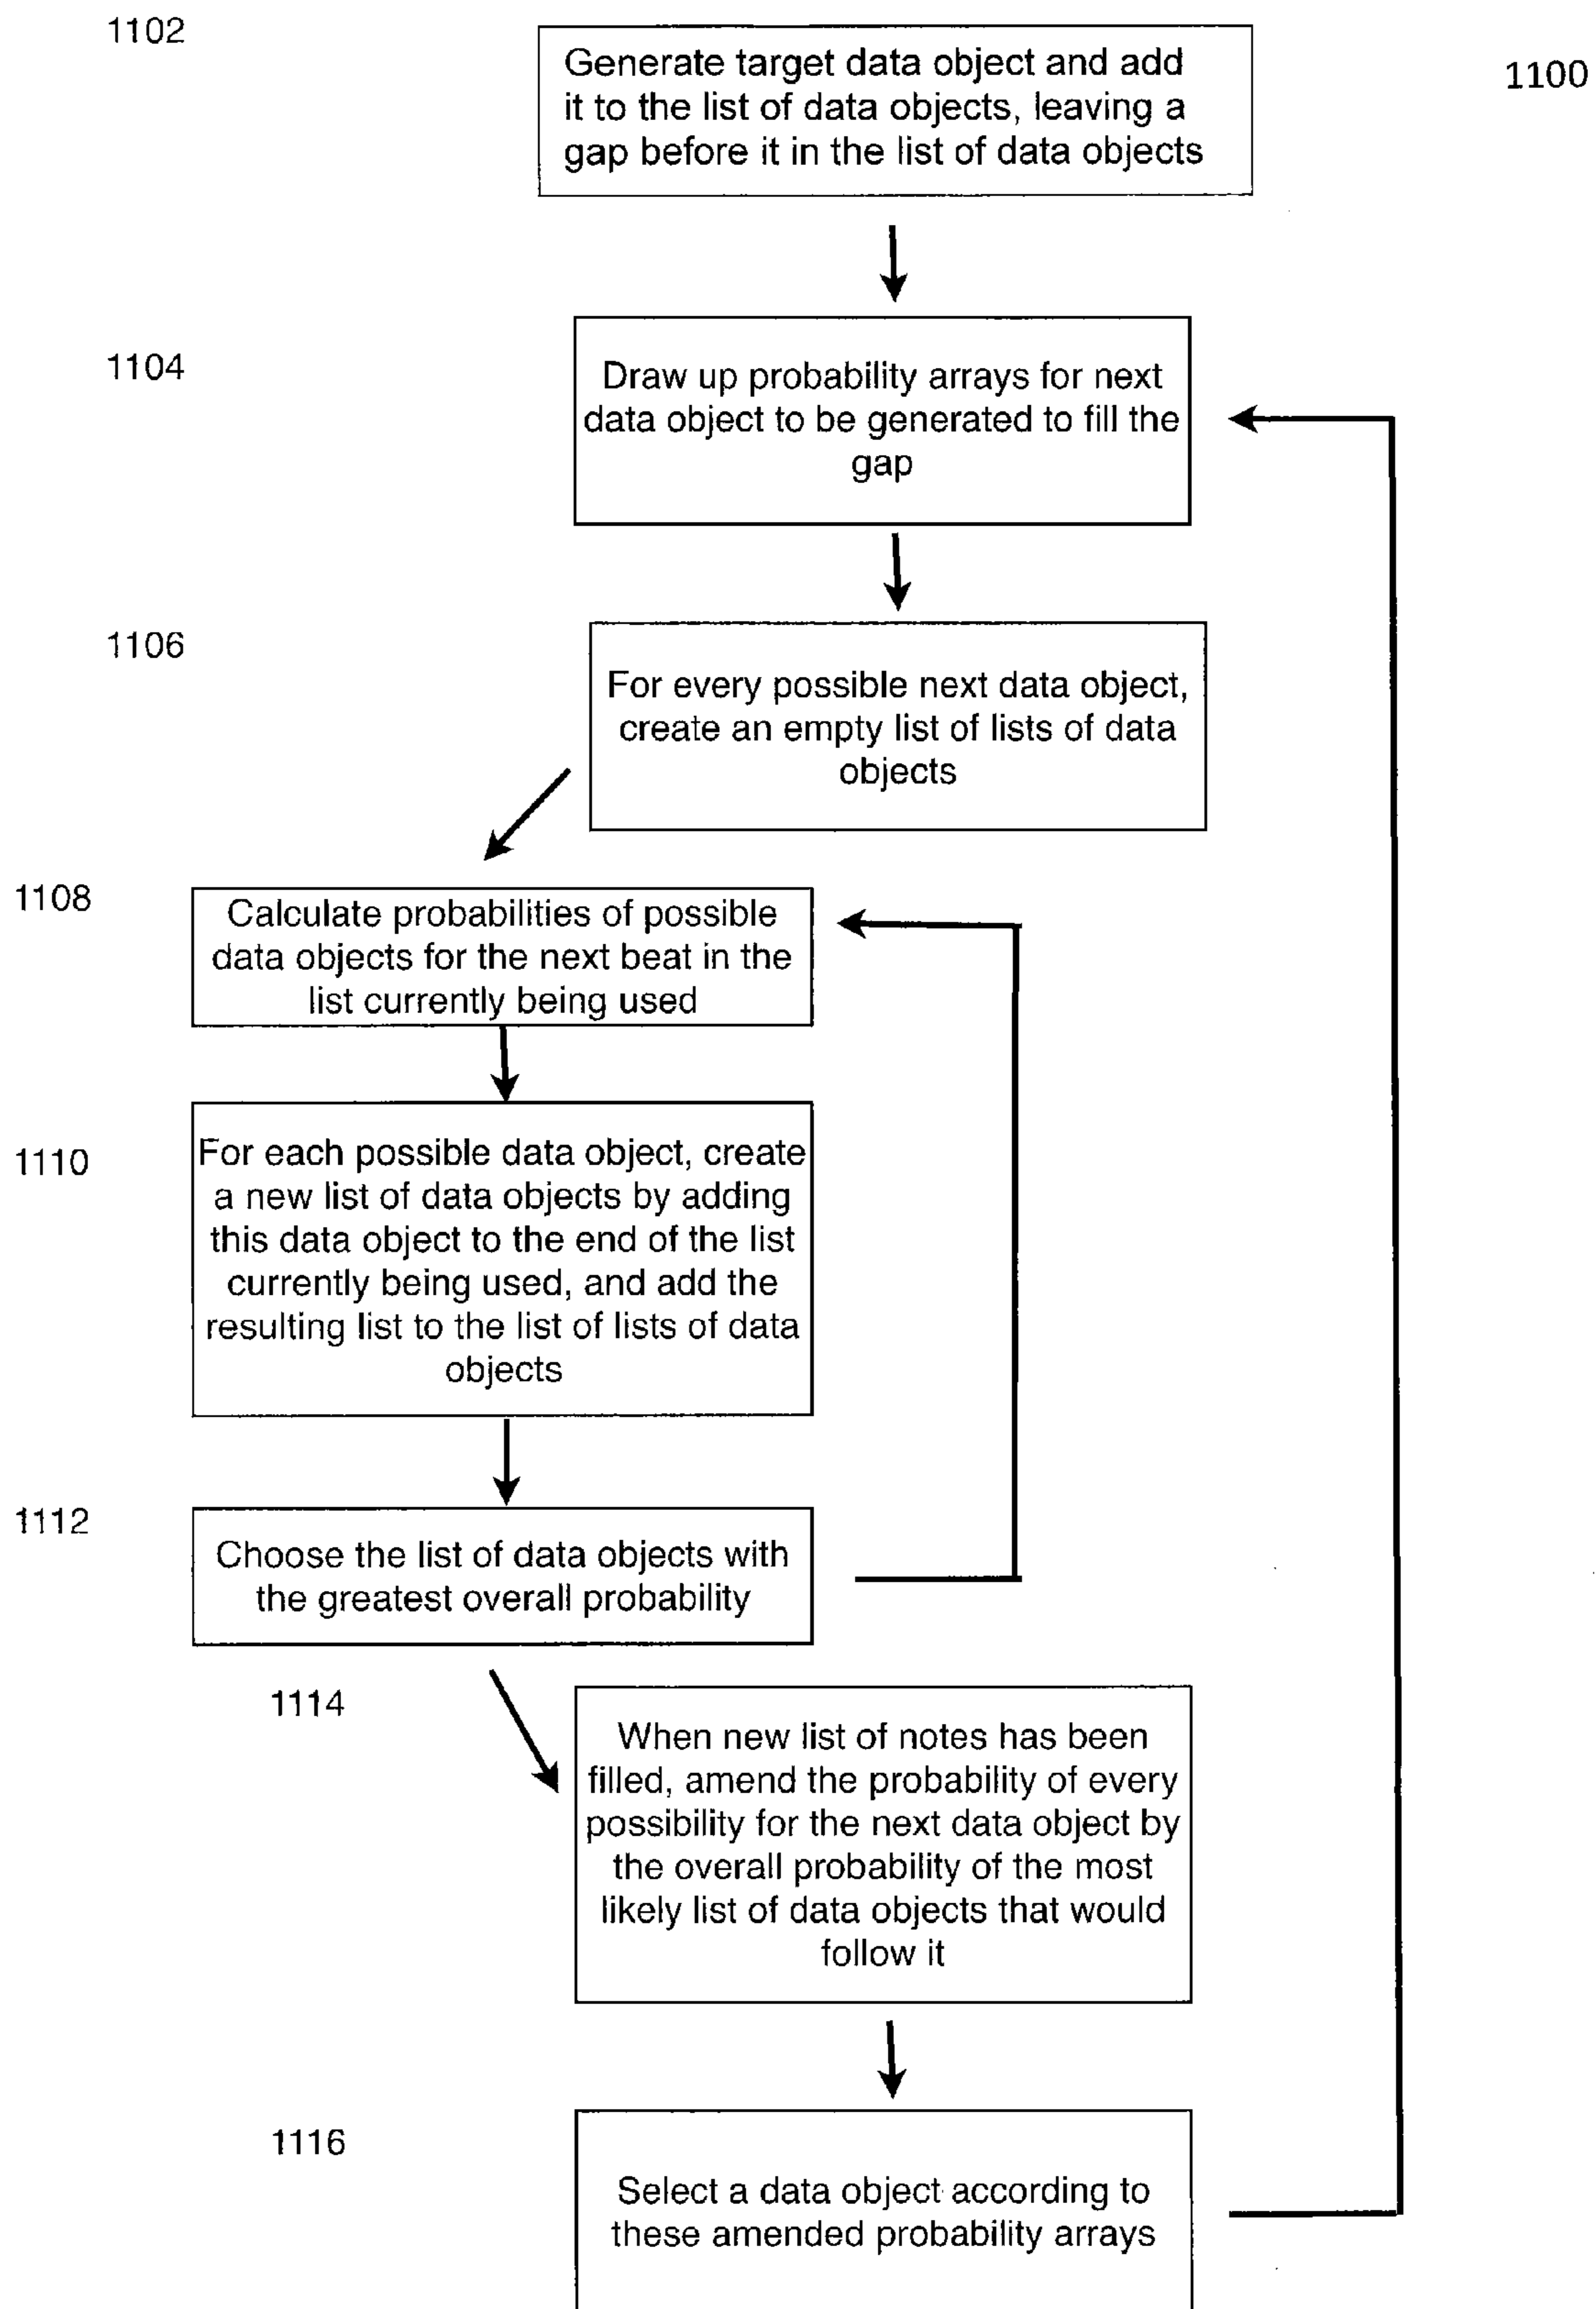 1102
1100
Generate target data object and add
it to the list of data objects, leaving a
gap before it in the list of data objects
1104
Draw up probability arrays for next
data object to be generated to fill the
gap
1106
For every possible next data object,
create an empty list of lists of data
objects
1108
Calculate probabilities of possible
data objects for the next beat in the
list currently being used
1110
For each possible data object, create
a new list of data objects by adding
this data object to the end of the list
currently being used, and add the
resulting list to the list of lists of data
objects
1112
Choose the list of data objects with
the greatest overall probability
1114
When new list of notes has been
filled, amend the probability of every
possibility for the next data object by
the overall probability of the most
likely list of data objects that would
follow it
1116
Select a data object according to
these amended probability arrays